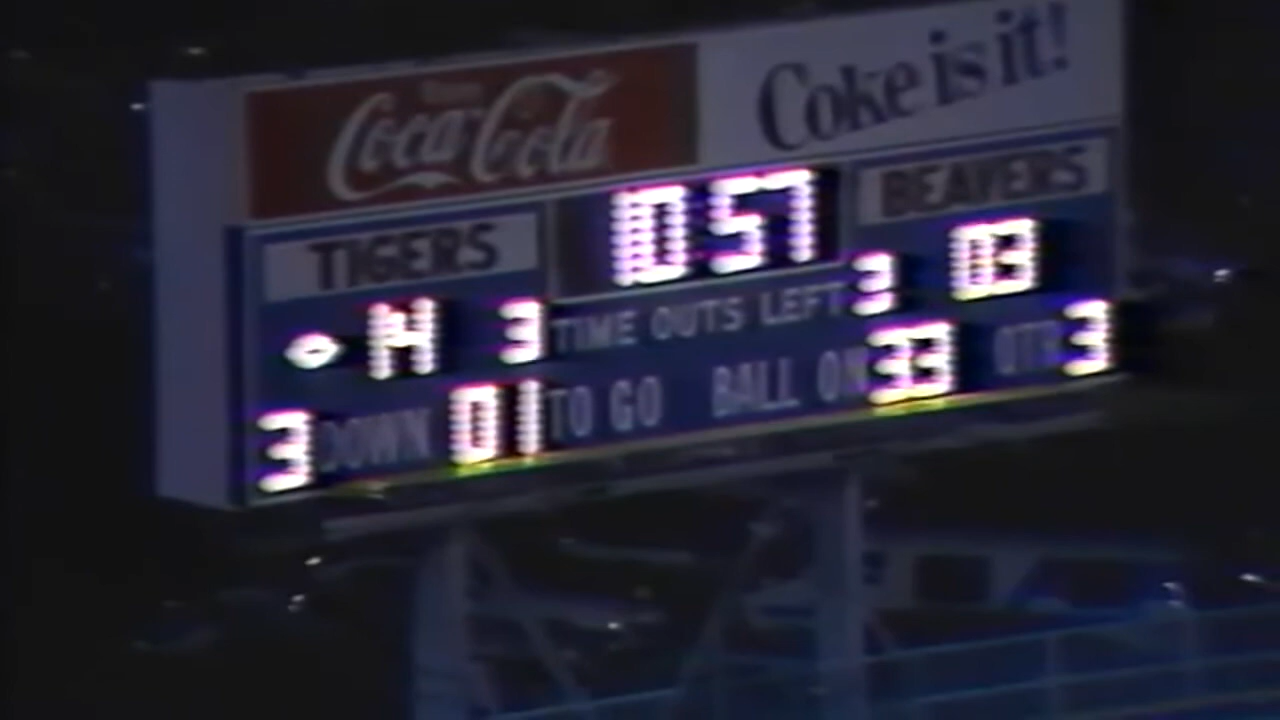 Coca-Cola Coke is it!
TIGERS 10 57 BEAVERS
14 3 TIME OUTS LEFT 3 03
3 DOWN 01 TO GO BALL ON 33 QTR 3